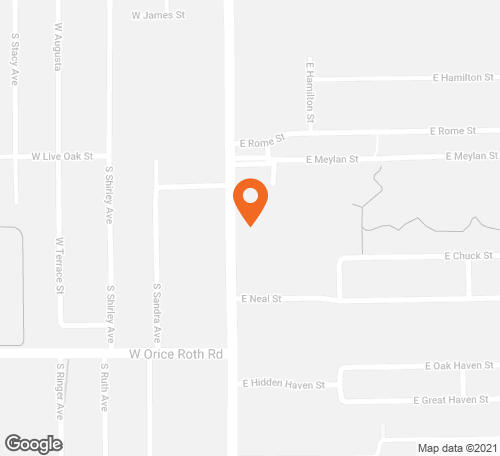 W James St
S Stacy Ave
W Augusta
E Hamilton St
E Hamilton St
E Rome St
E Rome St
W Live Oak St
E Meylan St
E Meylan St
S Shirley Ave
W Terrace St
E Chuck St
S Shirley Ave
S Sandra Ave
E Neal St
W Orice Roth Rd
S Ringer Ave
S Ruth Ave
E Oak Haven St
E Hidden Haven St
E Great Haven St
Google
Map data ©2021